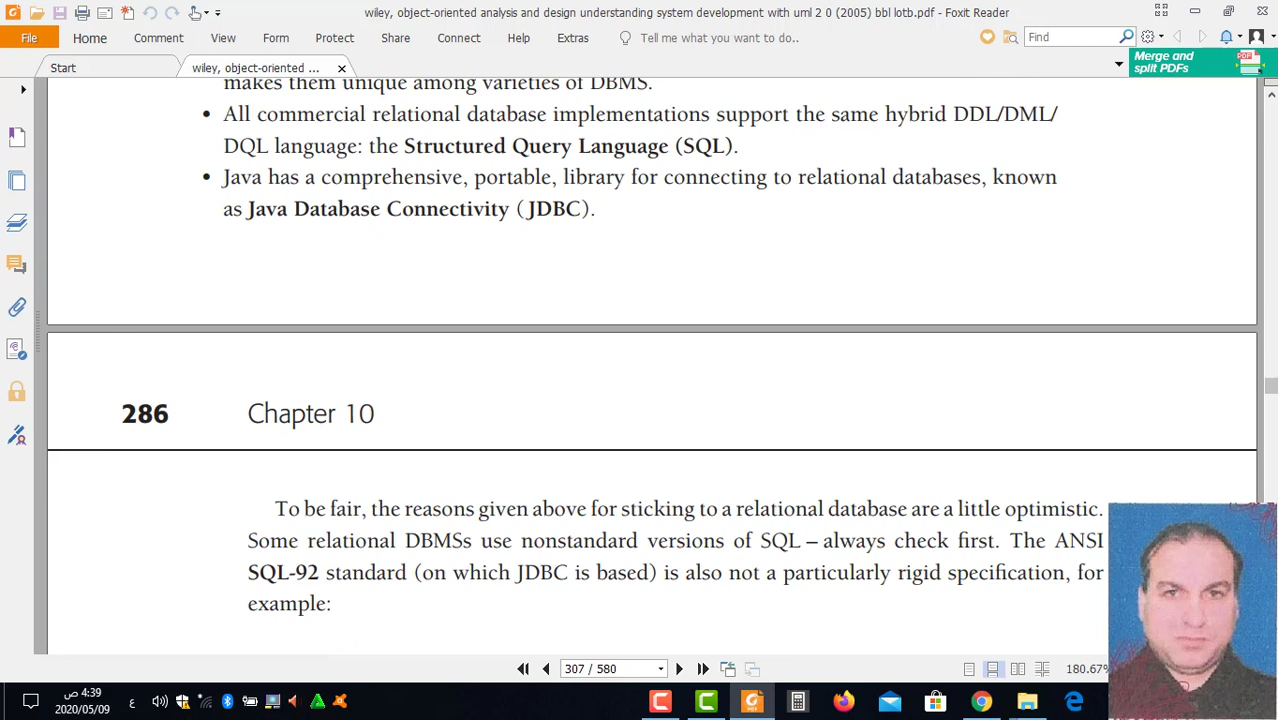 wiley, object-oriented analysis and design understanding system development with uml 2 0 (2005) bbl lotb.pdf - Foxit Reader
File Home Comment View Form Protect Share Connect Help Extras Tell me what you want to do.. Find
Start wiley, object-oriented ... Merge and
split PDFs
makes them unique among varieties of DBMS.
• All commercial relational database implementations support the same hybrid DDL/DML/
DQL language: the Structured Query Language (SQL).
• Java has a comprehensive, portable, library for connecting to relational databases, known
as Java Database Connectivity (JDBC).
286 Chapter 10
To be fair, the reasons given above for sticking to a relational database are a little optimistic.
Some relational DBMSs use nonstandard versions of SQL – always check first. The ANSI
SQL-92 standard (on which JDBC is based) is also not a particularly rigid specification, for
example:
307 / 580 180.67%
4:39 ص
2020/05/09
ع